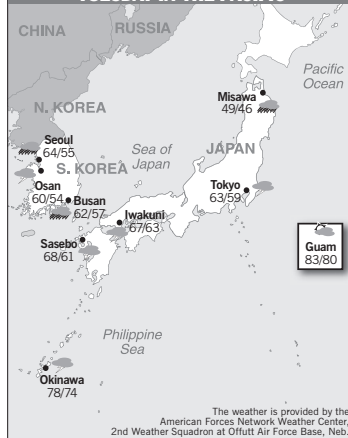 CHINA
RUSSIA
Pacific
Ocean
Misawa
49/46
N. KOREA
Seoul
64/55
Sea of
Japan
JAPAN
S. KOREA
Osan
60/54
Busan
62/57
Iwakuni
67/63
Tokyo
63/59
Sasebo
68/61
Guam
83/80
Philippine
Sea
Okinawa
78/74
The weather is provided by the
American Forces Network Weather Center,
2nd Weather Squadron at Offutt Air Force Base, Neb.